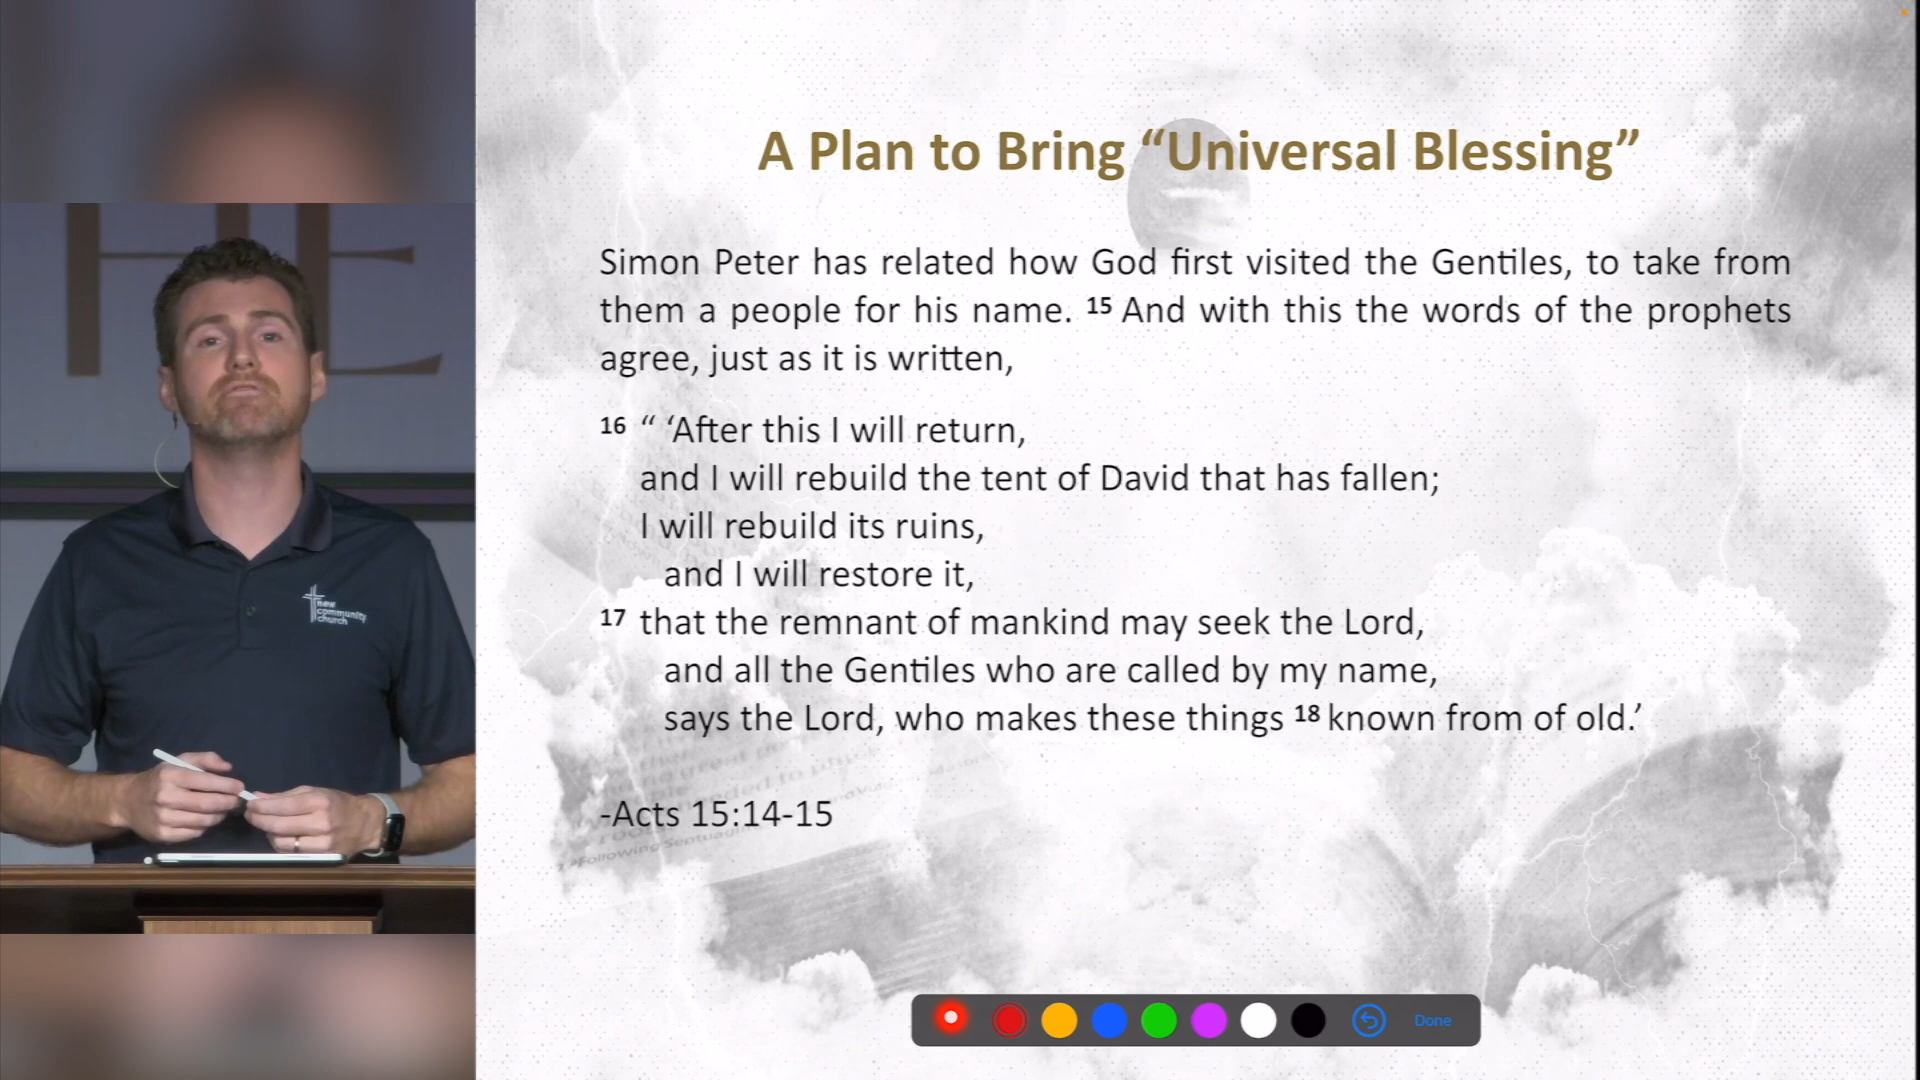 HE
new
community
church
A Plan to Bring “Universal Blessing”
Simon Peter has related how God first visited the Gentiles, to take from
them a people for his name. 15 And with this the words of the prophets
agree, just as it is written,
16 “ ‘After this I will return,
and I will rebuild the tent of David that has fallen;
I will rebuild its ruins,
and I will restore it,
17 that the remnant of mankind may seek the Lord,
and all the Gentiles who are called by my name,
says the Lord, who makes these things 18 known from of old.’
-Acts 15:14-15
Done